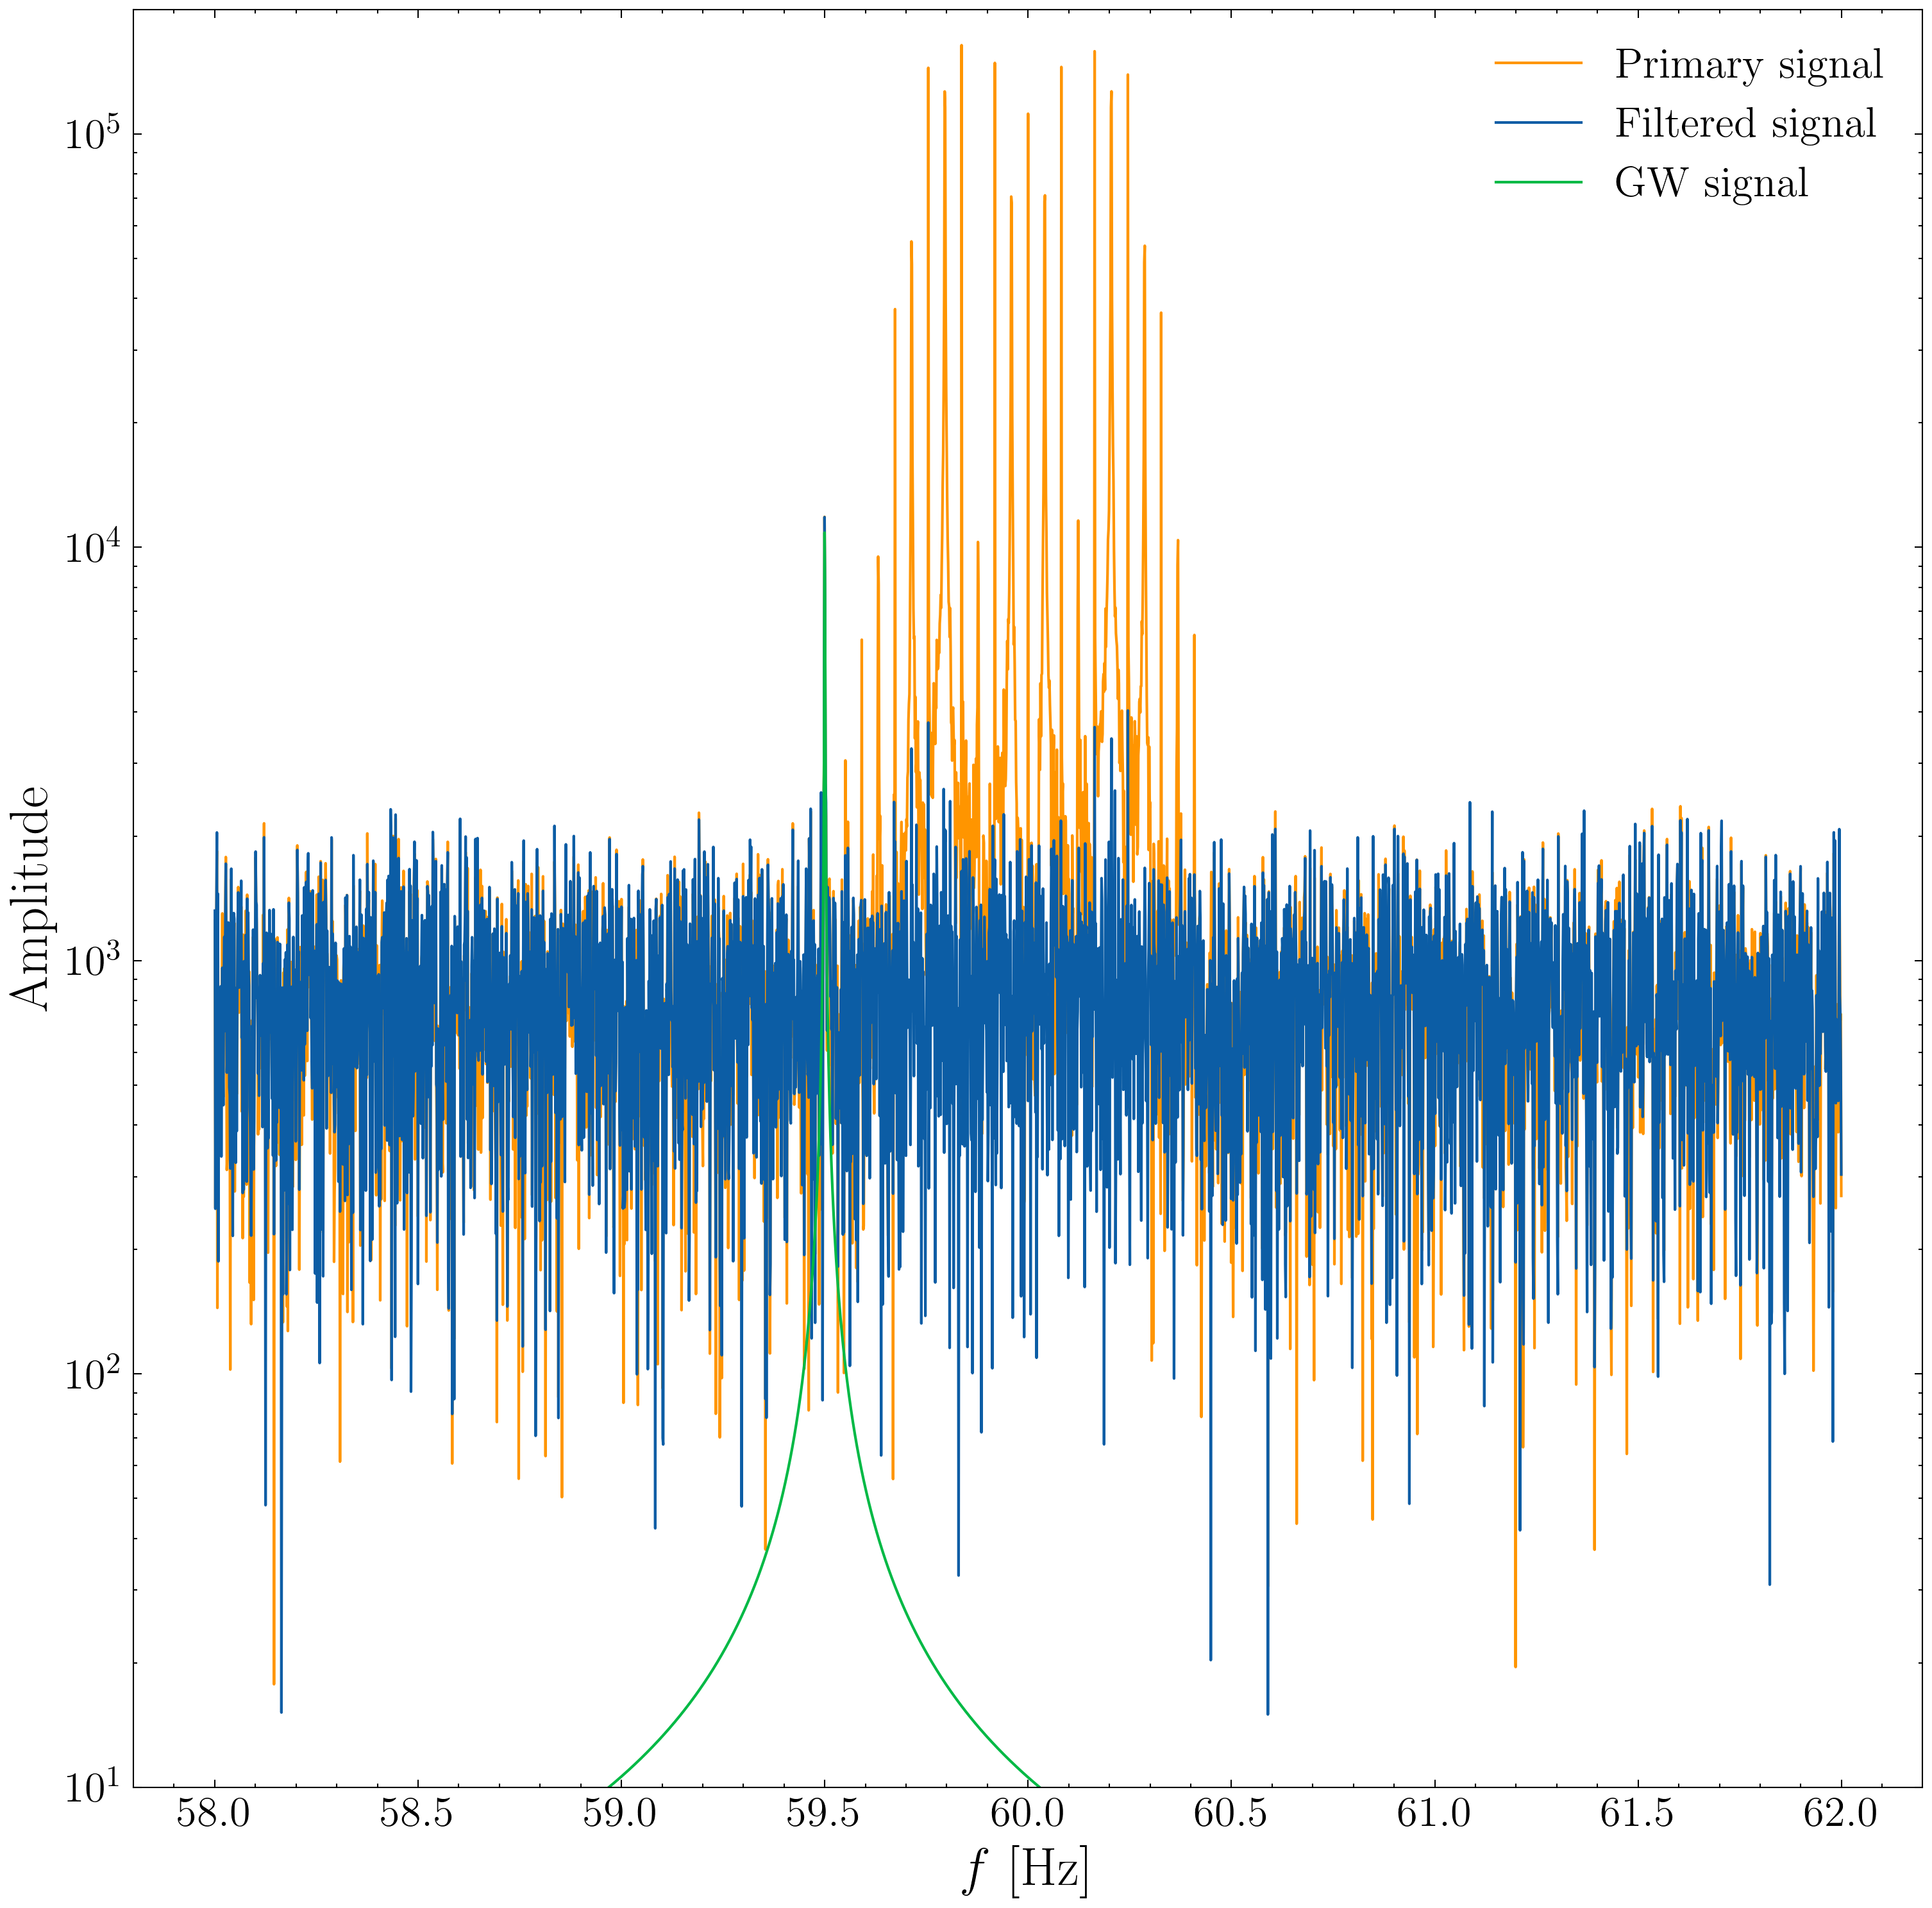 Primary signal
Filtered signal
GW signal
Amplitude
10^5
10^4
10^3
10^2
10^1
58.0 58.5 59.0 59.5 60.0 60.5 61.0 61.5 62.0
f [Hz]